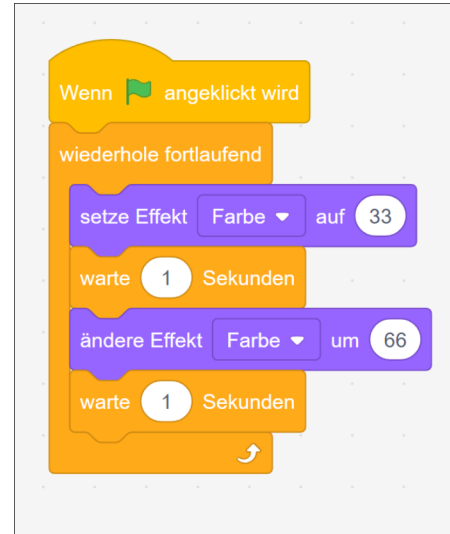 Wenn angeklickt wird
wiederhole fortlaufend
setze Effekt Farbe auf 33
warte 1 Sekunden
ändere Effekt Farbe um 66
warte 1 Sekunden